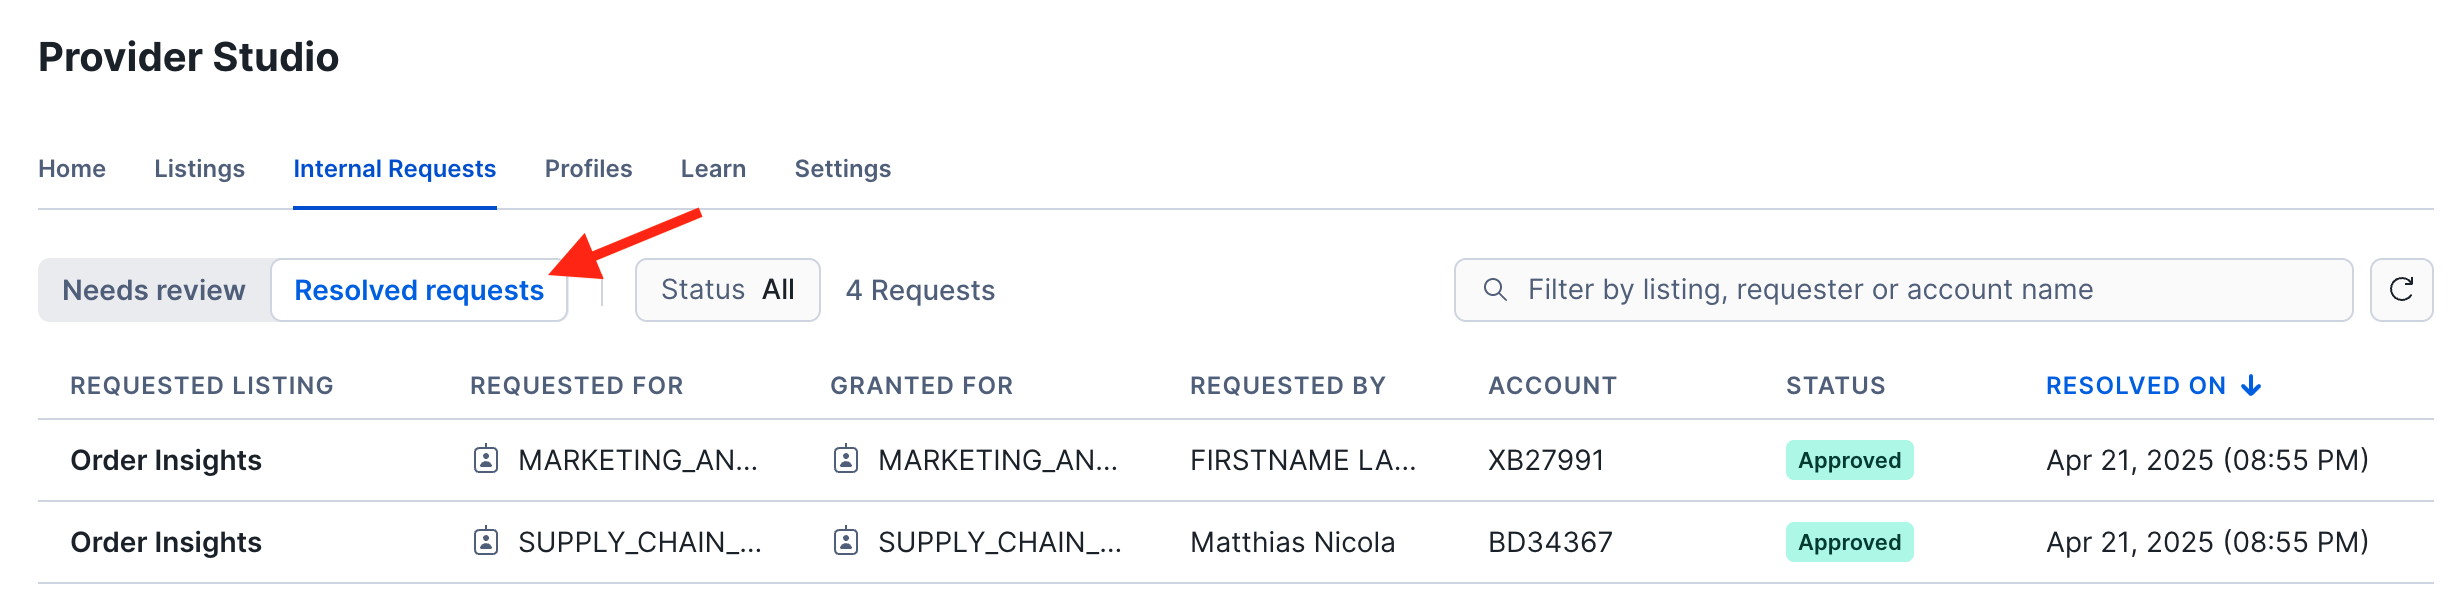 Provider Studio
Home Listings Internal Requests Profiles Learn Settings
Needs review Resolved requests Status All 4 Requests Filter by listing, requester or account name
REQUESTED LISTING REQUESTED FOR GRANTED FOR REQUESTED BY ACCOUNT STATUS RESOLVED ON
Order Insights MARKETING_AN... MARKETING_AN... FIRSTNAME LA... XB27991 Approved Apr 21, 2025 (08:55 PM)
Order Insights SUPPLY_CHAIN_... SUPPLY_CHAIN_... Matthias Nicola BD34367 Approved Apr 21, 2025 (08:55 PM)